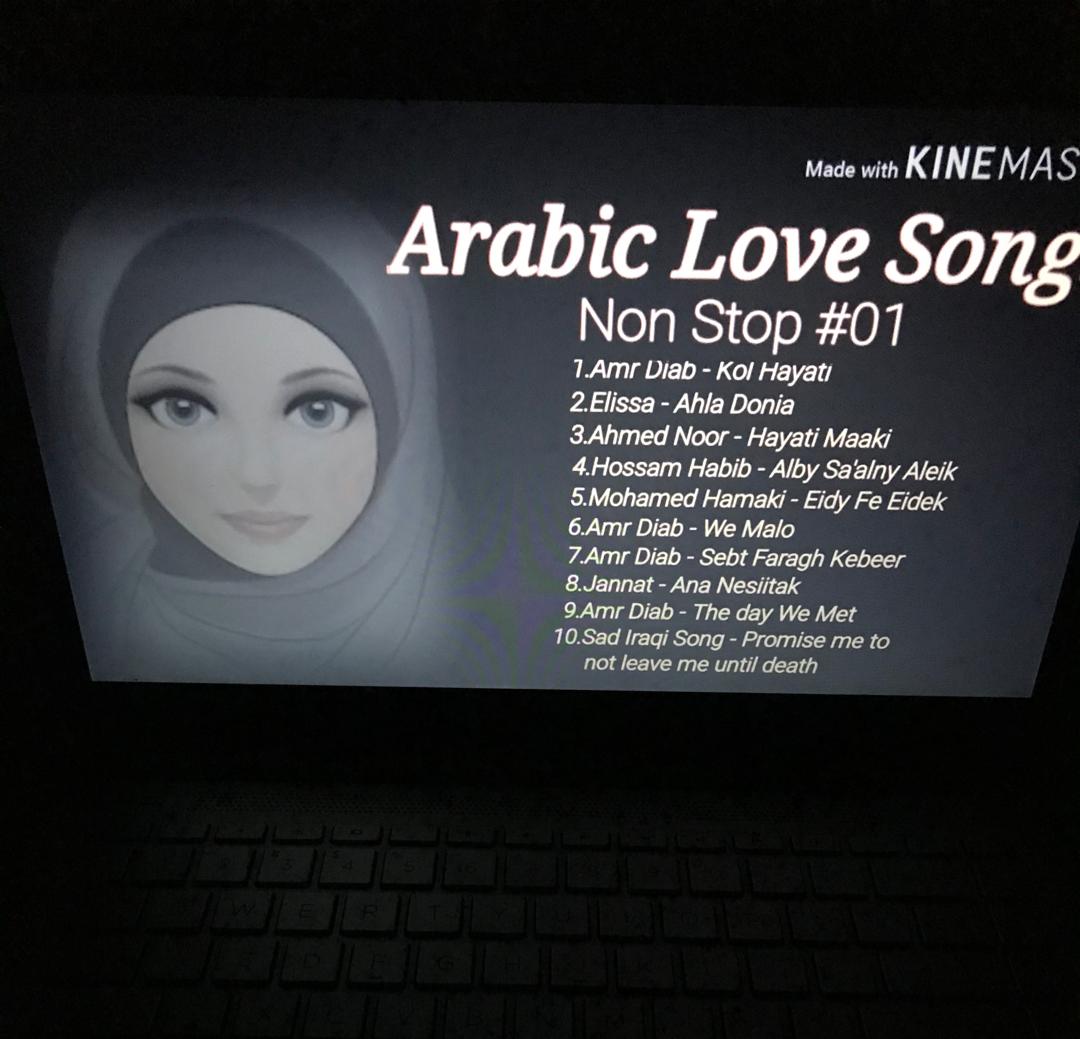 Made with KINEMAS
Arabic Love Song
Non Stop #01
1.Amr Diab - Kol Hayati
2.Elissa - Ahla Donia
3.Ahmed Noor - Hayati Maaki
4.Hossam Habib - Alby Sa'alny Aleik
5.Mohamed Hamaki - Eidy Fe Eidek
6.Amr Diab - We Malo
7.Amr Diab - Sebt Faragh Kebeer
8.Jannat - Ana Nesiitak
9.Amr Diab - The day We Met
10.Sad Iraqi Song - Promise me to
not leave me until death
3 4 5
W E R T Y U
D F G H J K